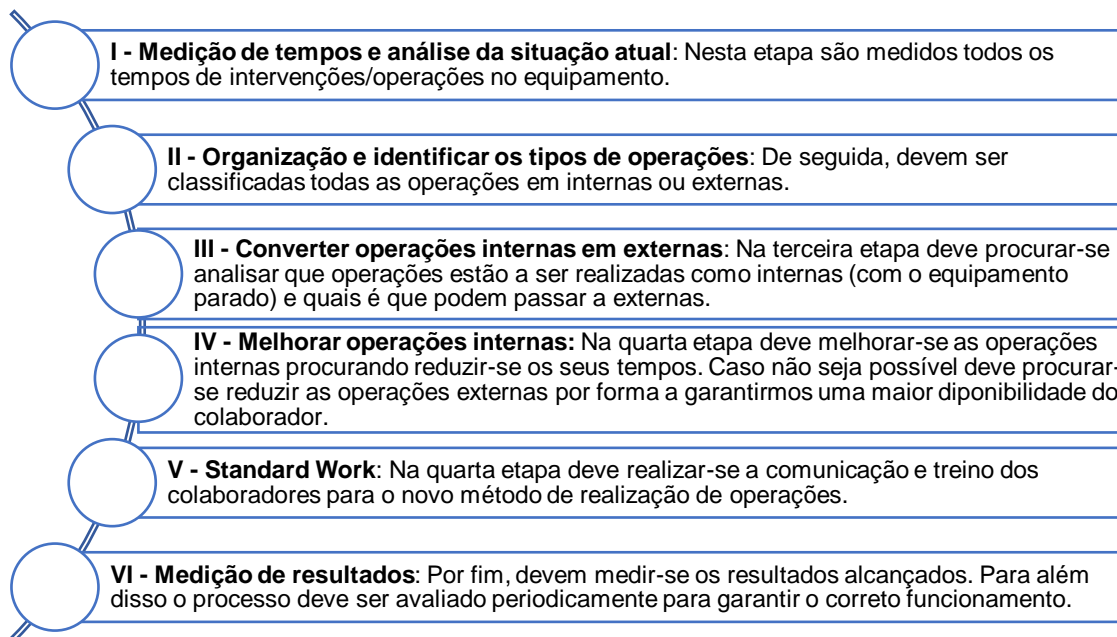 I - Medição de tempos e análise da situação atual: Nesta etapa são medidos todos os
tempos de intervenções/operações no equipamento.
II - Organização e identificar os tipos de operações: De seguida, devem ser
classificadas todas as operações em internas ou externas.
III - Converter operações internas em externas: Na terceira etapa deve procurar-se
analisar que operações estão a ser realizadas como internas (com o equipamento
parado) e quais é que podem passar a externas.
IV - Melhorar operações internas: Na quarta etapa deve melhorar-se as operações
internas procurando reduzir-se os seus tempos. Caso não seja possível deve procurar-
se reduzir as operações externas por forma a garantirmos uma maior diponibilidade do
colaborador.
V - Standard Work: Na quarta etapa deve realizar-se a comunicação e treino dos
colaboradores para o novo método de realização de operações.
VI - Medição de resultados: Por fim, devem medir-se os resultados alcançados. Para além
disso o processo deve ser avaliado periodicamente para garantir o correto funcionamento.